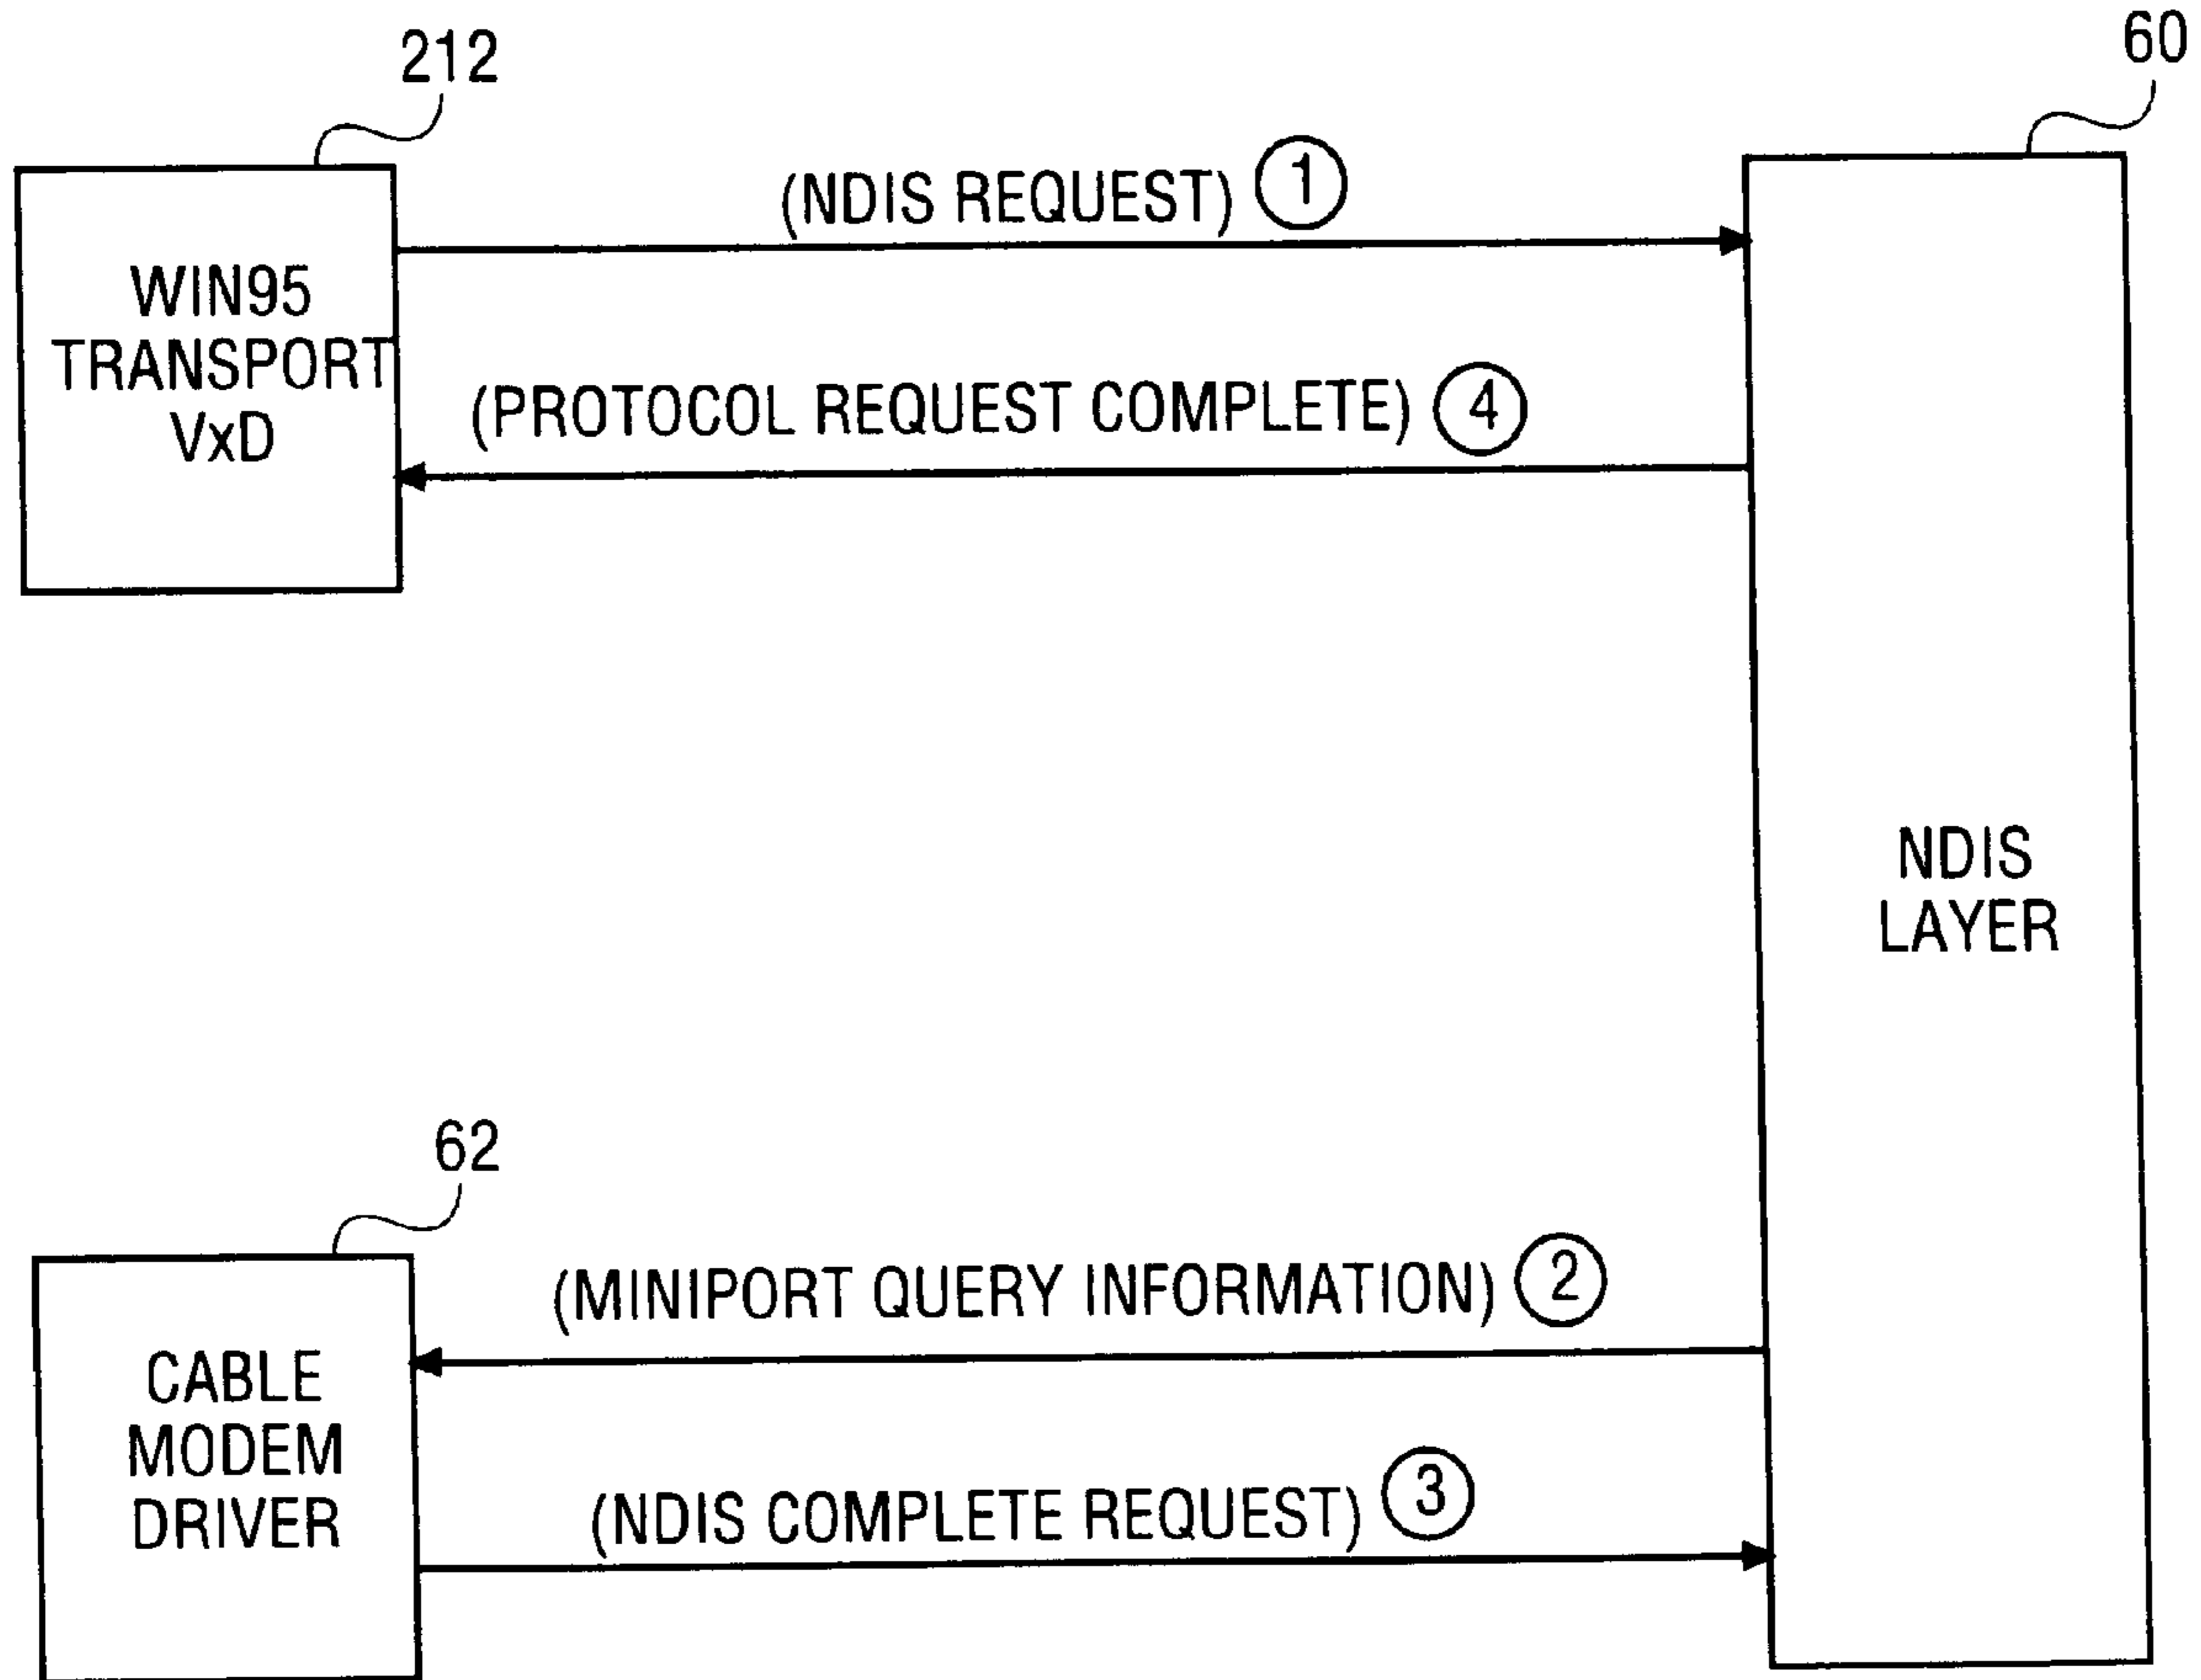 212
60
(NDIS REQUEST) 1
WIN95
TRANSPORT
VxD
(PROTOCOL REQUEST COMPLETE) 4
NDIS
LAYER
62
(MINIPORT QUERY INFORMATION) 2
CABLE
MODEM
DRIVER
(NDIS COMPLETE REQUEST) 3